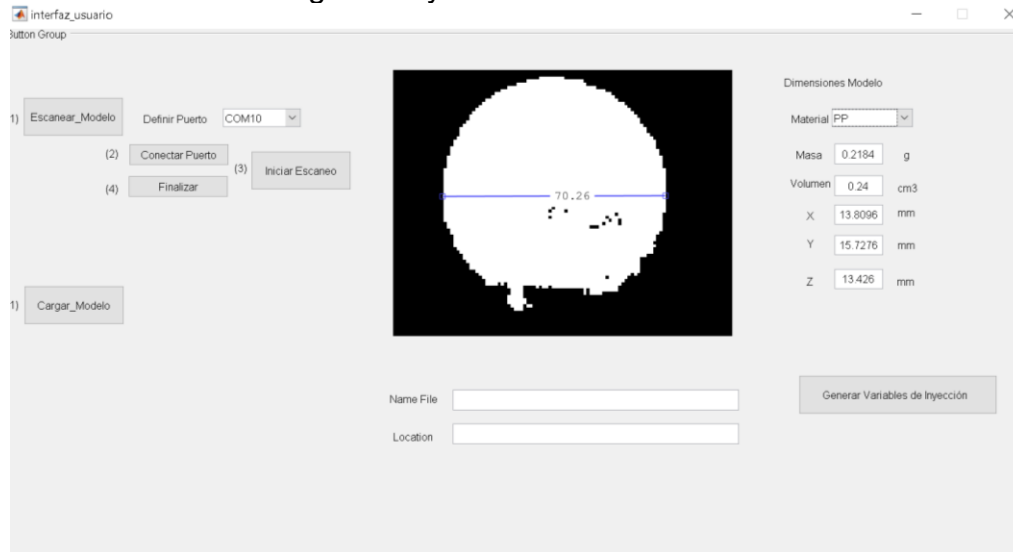 interfaz_usuario
Button Group
1) Escanear_Modelo
Definir Puerto COM10
(2) Conectar Puerto
(3) Iniciar Escaneo
(4) Finalizar
1) Cargar_Modelo
70.26
Name File
Location
Dimensiones Modelo
Material PP
Masa 0.2184 g
Volumen 0.24 cm3
X 13.8096 mm
Y 15.7276 mm
Z 13.426 mm
Generar Variables de Inyección